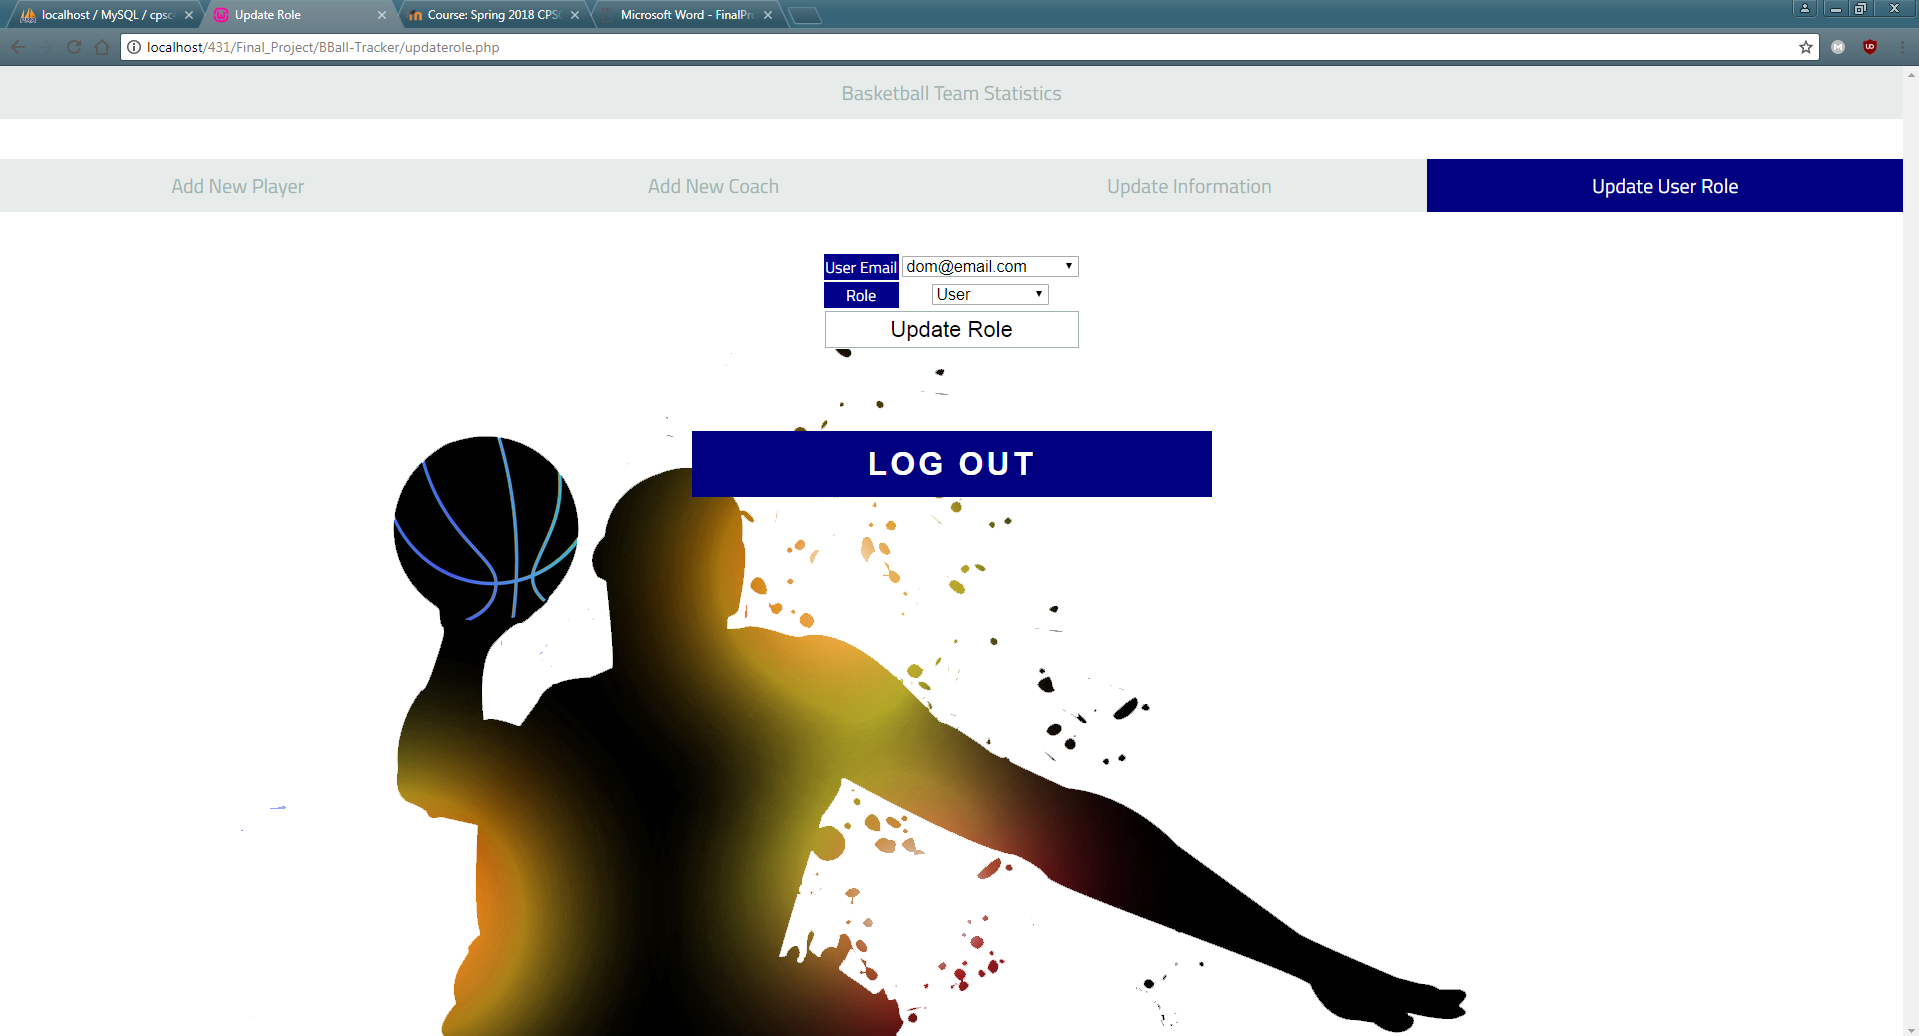 localhost / MySQL / cpsc
Update Role
Course: Spring 2018 CPSC
Microsoft Word - FinalPr
localhost/431/Final_Project/BBall-Tracker/updaterole.php
Basketball Team Statistics
Add New Player
Add New Coach
Update Information
Update User Role
User Email dom@email.com
Role User
Update Role
LOG OUT